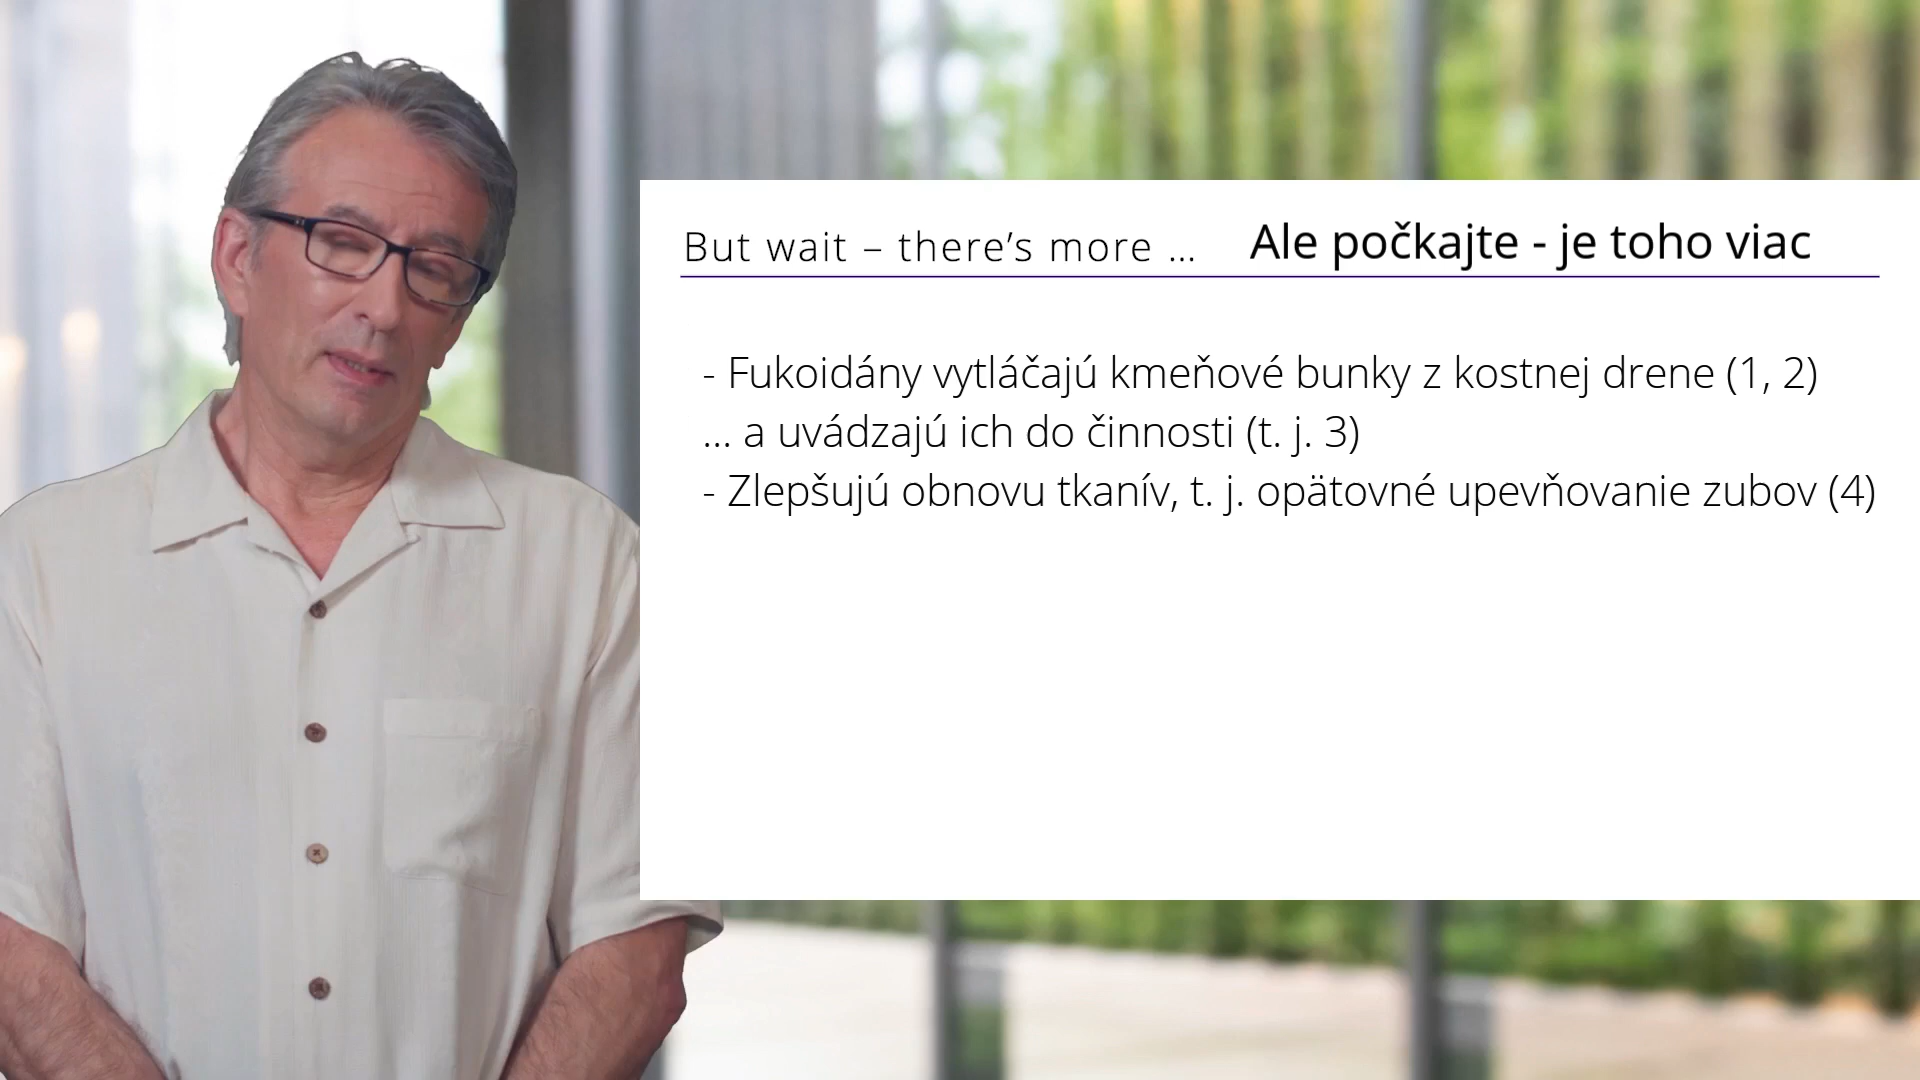 But wait – there's more ... Ale počkajte - je toho viac
- Fukoidány vytláčajú kmeňové bunky z kostnej drene (1, 2)
... a uvádzajú ich do činnosti (t. j. 3)
- Zlepšujú obnovu tkanív, t. j. opätovné upevňovanie zubov (4)